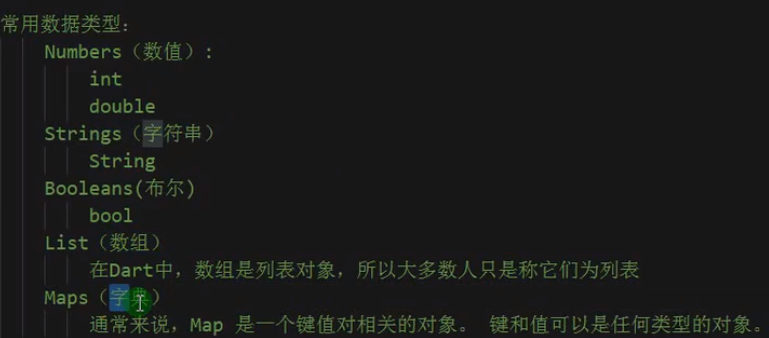 常用数据类型:
Numbers（数值）:
int
double
Strings（字符串）
String
Booleans(布尔)
bool
List（数组）
在Dart中，数组是列表对象，所以大多数人只是称它们为列表
Maps（字典）
通常来说，Map 是一个键值对相关的对象。 键和值可以是任何类型的对象。